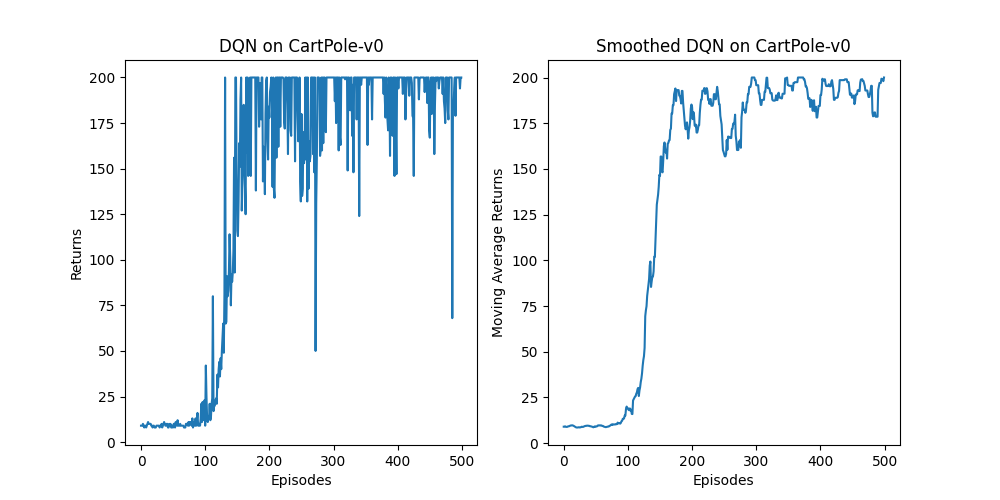 DQN on CartPole-v0
Returns
200
175
150
125
100
75
50
25
0
0 100 200 300 400 500
Episodes
Smoothed DQN on CartPole-v0
Moving Average Returns
200
175
150
125
100
75
50
25
0
0 100 200 300 400 500
Episodes